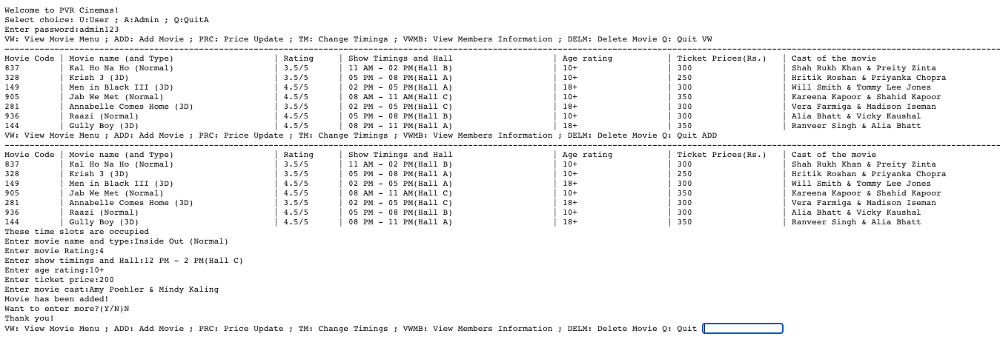 Welcome to PVR Cinemas!
Select choice: U:User ; A:Admin ; Q:QuitA
Enter password:admin123
VW: View Movie Menu ; ADD: Add Movie ; PRC: Price Update ; TM: Change Timings ; VWMB: View Members Information ; DELM: Delete Movie Q: Quit VW
Movie Code | Movie name (and Type) | Rating | Show Timings and Hall | Age rating | Ticket Prices(Rs.) | Cast of the movie
837 | Kal Ho Na Ho (Normal) | 3.5/5 | 11 AM - 02 PM(Hall B) | 10+ | 300 | Shah Rukh Khan & Preity Zinta
328 | Krish 3 (3D) | 3.5/5 | 05 PM - 08 PM(Hall A) | 10+ | 250 | Hritik Roshan & Priyanka Chopra
149 | Men in Black III (3D) | 4.5/5 | 02 PM - 05 PM(Hall A) | 18+ | 300 | Will Smith & Tommy Lee Jones
905 | Jab We Met (Normal) | 4.5/5 | 08 AM - 11 AM(Hall C) | 10+ | 350 | Kareena Kapoor & Shahid Kapoor
281 | Annabelle Comes Home (3D) | 3.5/5 | 02 PM - 05 PM(Hall C) | 18+ | 300 | Vera Farmiga & Madison Iseman
936 | Raazi (Normal) | 4.5/5 | 05 PM - 08 PM(Hall B) | 10+ | 300 | Alia Bhatt & Vicky Kaushal
144 | Gully Boy (3D) | 4.5/5 | 08 PM - 11 PM(Hall A) | 18+ | 350 | Ranveer Singh & Alia Bhatt
VW: View Movie Menu ; ADD: Add Movie ; PRC: Price Update ; TM: Change Timings ; VWMB: View Members Information ; DELM: Delete Movie Q: Quit ADD
Movie Code | Movie name (and Type) | Rating | Show Timings and Hall | Age rating | Ticket Prices(Rs.) | Cast of the movie
837 | Kal Ho Na Ho (Normal) | 3.5/5 | 11 AM - 02 PM(Hall B) | 10+ | 300 | Shah Rukh Khan & Preity Zinta
328 | Krish 3 (3D) | 3.5/5 | 05 PM - 08 PM(Hall A) | 10+ | 250 | Hritik Roshan & Priyanka Chopra
149 | Men in Black III (3D) | 4.5/5 | 02 PM - 05 PM(Hall A) | 18+ | 300 | Will Smith & Tommy Lee Jones
905 | Jab We Met (Normal) | 4.5/5 | 08 AM - 11 AM(Hall C) | 10+ | 350 | Kareena Kapoor & Shahid Kapoor
281 | Annabelle Comes Home (3D) | 3.5/5 | 02 PM - 05 PM(Hall C) | 18+ | 300 | Vera Farmiga & Madison Iseman
936 | Raazi (Normal) | 4.5/5 | 05 PM - 08 PM(Hall B) | 10+ | 300 | Alia Bhatt & Vicky Kaushal
144 | Gully Boy (3D) | 4.5/5 | 08 PM - 11 PM(Hall A) | 18+ | 350 | Ranveer Singh & Alia Bhatt
These time slots are occupied
Enter movie name and type:Inside Out (Normal)
Enter movie Rating:4
Enter show timings and Hall:12 PM - 2 PM(Hall C)
Enter age rating:10+
Enter ticket price:200
Enter movie cast:Amy Poehler & Mindy Kaling
Movie has been added!
Want to enter more?(Y/N)N
Thank you!
VW: View Movie Menu ; ADD: Add Movie ; PRC: Price Update ; TM: Change Timings ; VWMB: View Members Information ; DELM: Delete Movie Q: Quit